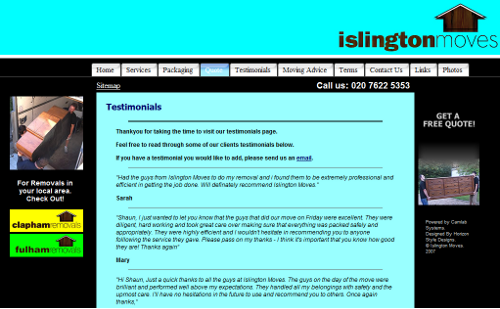 islingtonmoves
Home Services Packaging Quote Testimonials Moving Advice Terms Contact Us Links Photos
Sitemap
Call us: 020 7622 5353
For Removals in
your local area.
Check Out!
claphamremovals
fulhamremovals
Testimonials
Thankyou for taking the time to visit our testimonials page.
Feel free to read through some of our clients testimonials below.
If you have a testimonial you would like to add, please send us an email.
"Had the guys from Islington Moves to do my removal and I found them to be extremely professional and
efficient in getting the job done. Will definately recommend Islington Moves."
Sarah
"Shaun, I just wanted to let you know that the guys that did our move on Friday were excellent. They were
diligent, hard working and took great care over making sure that everything was packed safely and
appropriately. They were highly efficient and I wouldn't hesitate in recommending you to anyone
following the service they gave. Please pass on my thanks - I think it's important that you know how good
they are! Thanks again"
Mary
"Hi Shaun, Just a quick thanks to all the guys at Islington Moves. The guys on the day of the move were
brilliant and performed well above my expectations. They handled all my belongings with safety and the
upmost care. I'll have no hesitations in the future to use and recommend you to others. Once again
thanks,"
GET A
FREE QUOTE!
Powered by Camlab
Systems.
Designed By Horizon
Style Designs.
© Islington Moves
2007